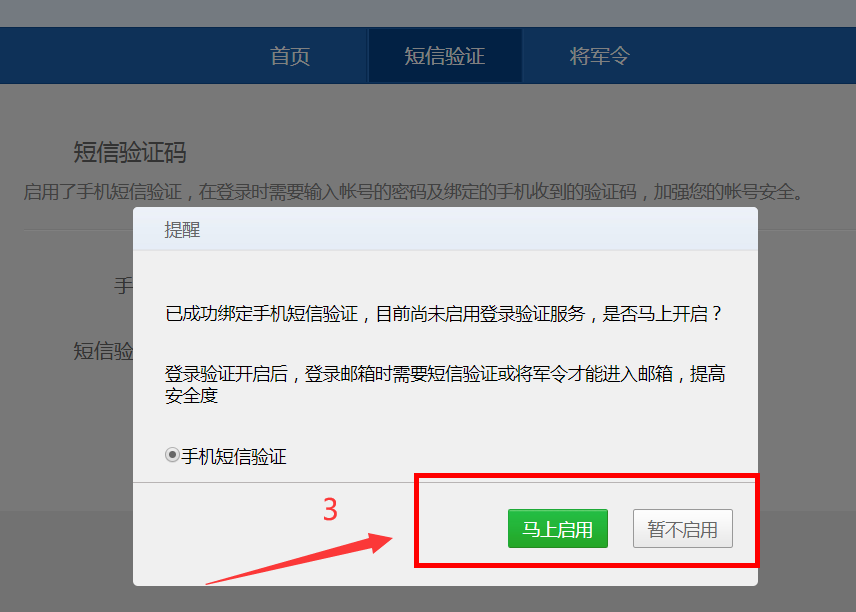 首页 短信验证 将军令
短信验证码
启用了手机短信验证，在登录时需要输入帐号的密码及绑定的手机收到的验证码，加强您的帐号安全。
提醒
手
已成功绑定手机短信验证，目前尚未启用登录验证服务，是否马上开启？
短信验
登录验证开启后，登录邮箱时需要短信验证或将军令才能进入邮箱，提高
安全度
手机短信验证
3
马上启用 暂不启用